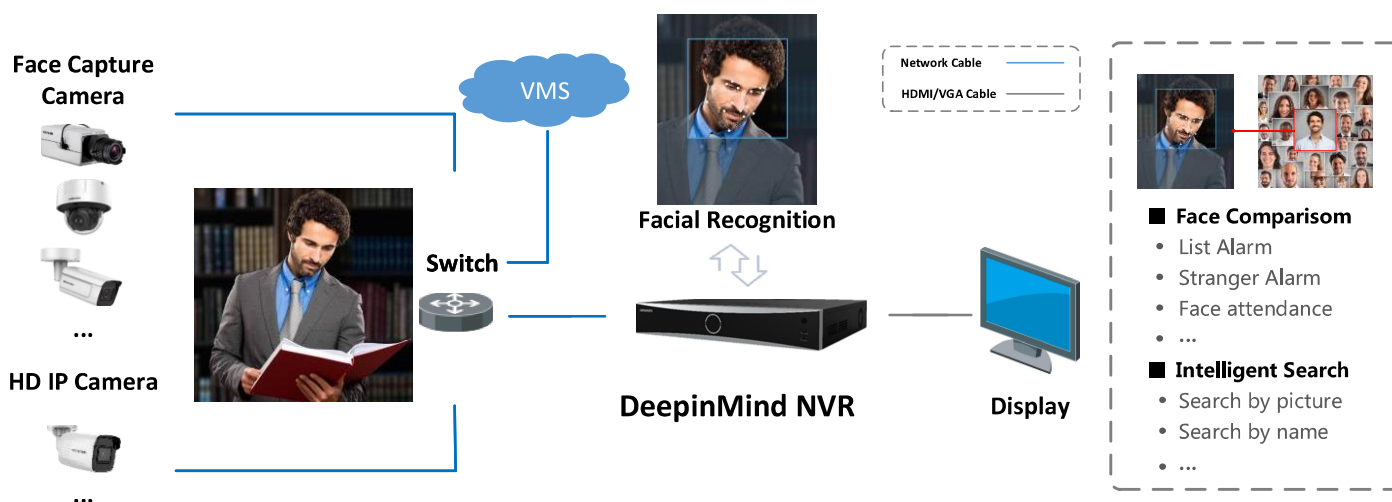 Face Capture
Camera
...
HD IP Camera
...
VMS
Switch
Facial Recognition
DeepinMind NVR
Network Cable
HDMI/VGA Cable
Display
■ Face Comparisom
• List Alarm
• Stranger Alarm
• Face attendance
• ...
■ Intelligent Search
• Search by picture
• Search by name
• ...